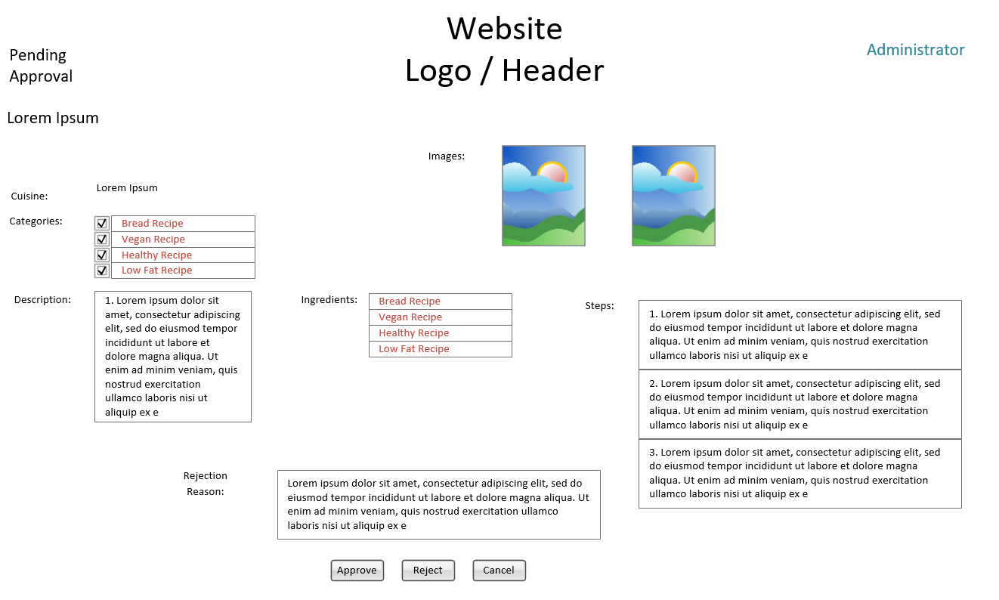 Website
Logo / Header
Administrator
Pending
Approval
Lorem Ipsum
Images:
Lorem Ipsum
Cuisine:
Categories:
Bread Recipe
Vegan Recipe
Healthy Recipe
Low Fat Recipe
Description:
1. Lorem ipsum dolor sit
amet, consectetur adipiscing
elit, sed do eiusmod tempor
incididunt ut labore et
dolore magna aliqua. Ut
enim ad minim veniam, quis
nostrud exercitation
ullamco laboris nisi ut
aliquip ex e
Ingredients:
Bread Recipe
Vegan Recipe
Healthy Recipe
Low Fat Recipe
Steps:
1. Lorem ipsum dolor sit amet, consectetur adipiscing elit, sed
do eiusmod tempor incididunt ut labore et dolore magna
aliqua. Ut enim ad minim veniam, quis nostrud exercitation
ullamco laboris nisi ut aliquip ex e
2. Lorem ipsum dolor sit amet, consectetur adipiscing elit, sed
do eiusmod tempor incididunt ut labore et dolore magna
aliqua. Ut enim ad minim veniam, quis nostrud exercitation
ullamco laboris nisi ut aliquip ex e
3. Lorem ipsum dolor sit amet, consectetur adipiscing elit, sed
do eiusmod tempor incididunt ut labore et dolore magna
aliqua. Ut enim ad minim veniam, quis nostrud exercitation
ullamco laboris nisi ut aliquip ex e
Rejection
Reason:
Lorem ipsum dolor sit amet, consectetur adipiscing elit, sed do
eiusmod tempor incididunt ut labore et dolore magna aliqua. Ut
enim ad minim veniam, quis nostrud exercitation ullamco
laboris nisi ut aliquip ex e
Approve
Reject
Cancel